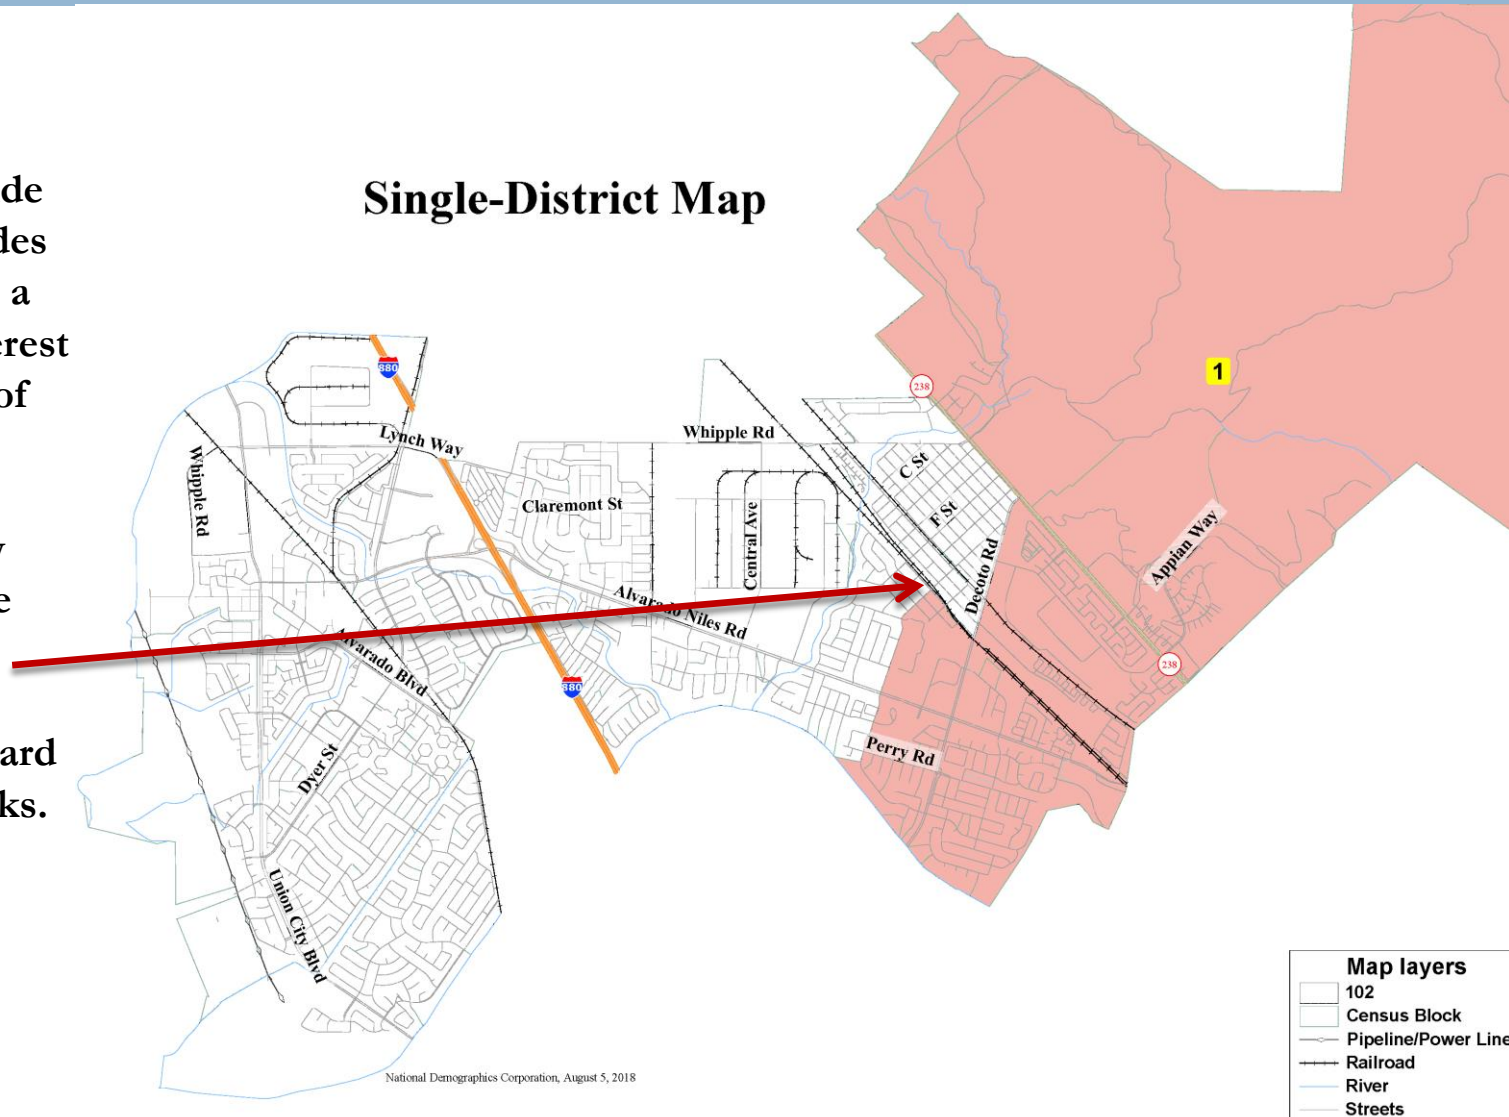 Single-District Map
de
des
a
erest
of
y
e
ard
ks.
880
Lynch Way
Whipple Rd
Whipple Rd
238
1
C St
F St
Claremont St
Central Ave
Decoto Rd
Appian Way
Alvarado Niles Rd
Alvarado Blvd
880
238
Perry Rd
Dyer St
Union City Blvd
National Demographics Corporation, August 5, 2018
Map layers
102
Census Block
Pipeline/Power Line
Railroad
River
Streets